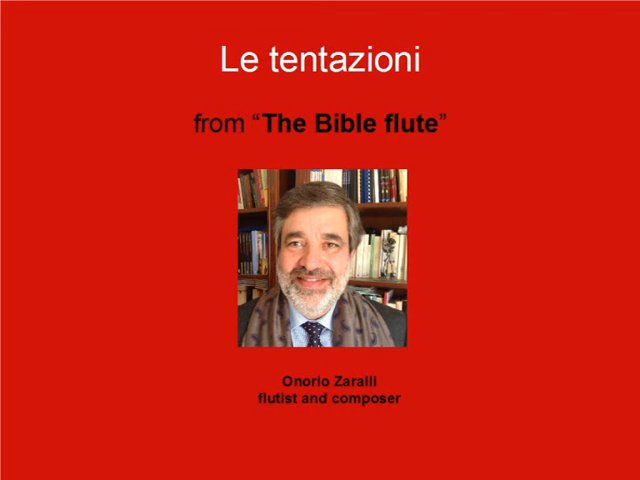 Le tentazioni
from “The Bible flute”
Onorio Zaralli
flutist and composer